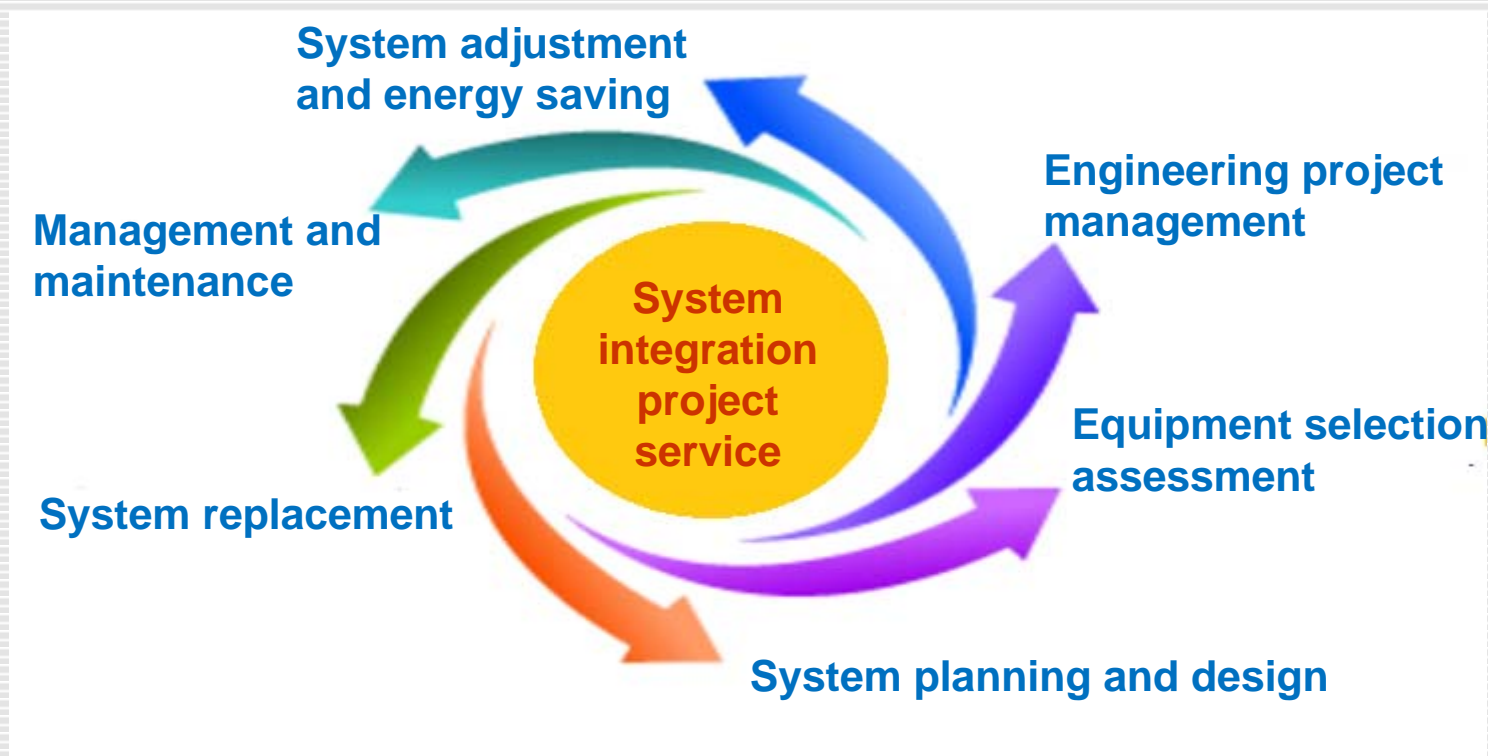 System adjustment
and energy saving
Engineering project
management
Management and
maintenance
System
integration
project
service
Equipment selection
assessment
System replacement
System planning and design